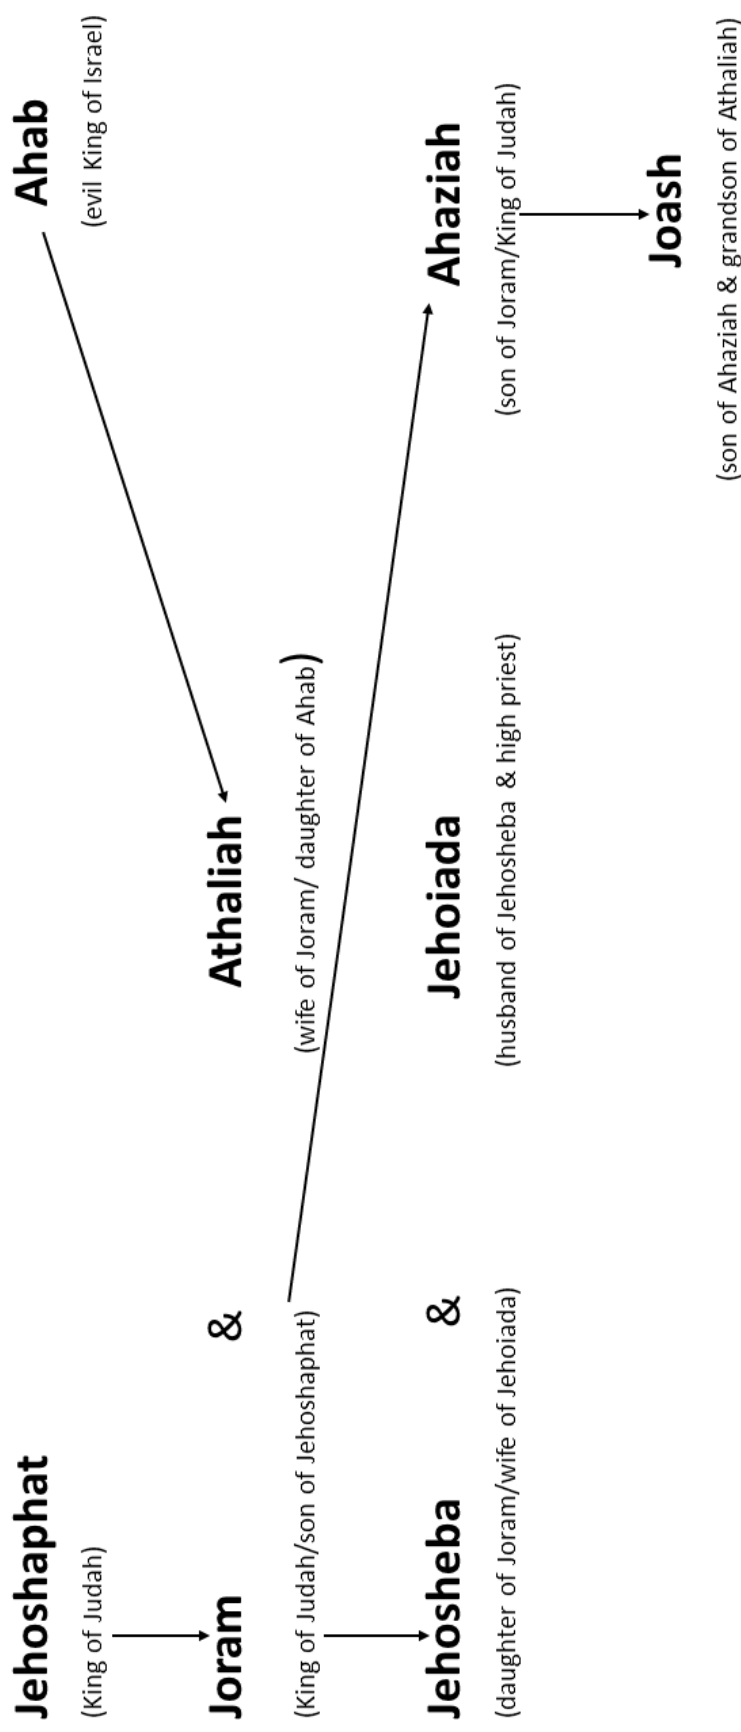 Jehoshaphat
Ahab
(King of Judah)
(evil King of Israel)
Joram & Athaliah
(King of Judah/son of Jehoshaphat)
(wife of Joram/ daughter of Ahab)
Jehosheba & Jehoiada
Ahaziah
(daughter of Joram/wife of Jehoiada)
(husband of Jehosheba & high priest)
(son of Joram/King of Judah)
Joash
(son of Ahaziah & grandson of Athaliah)